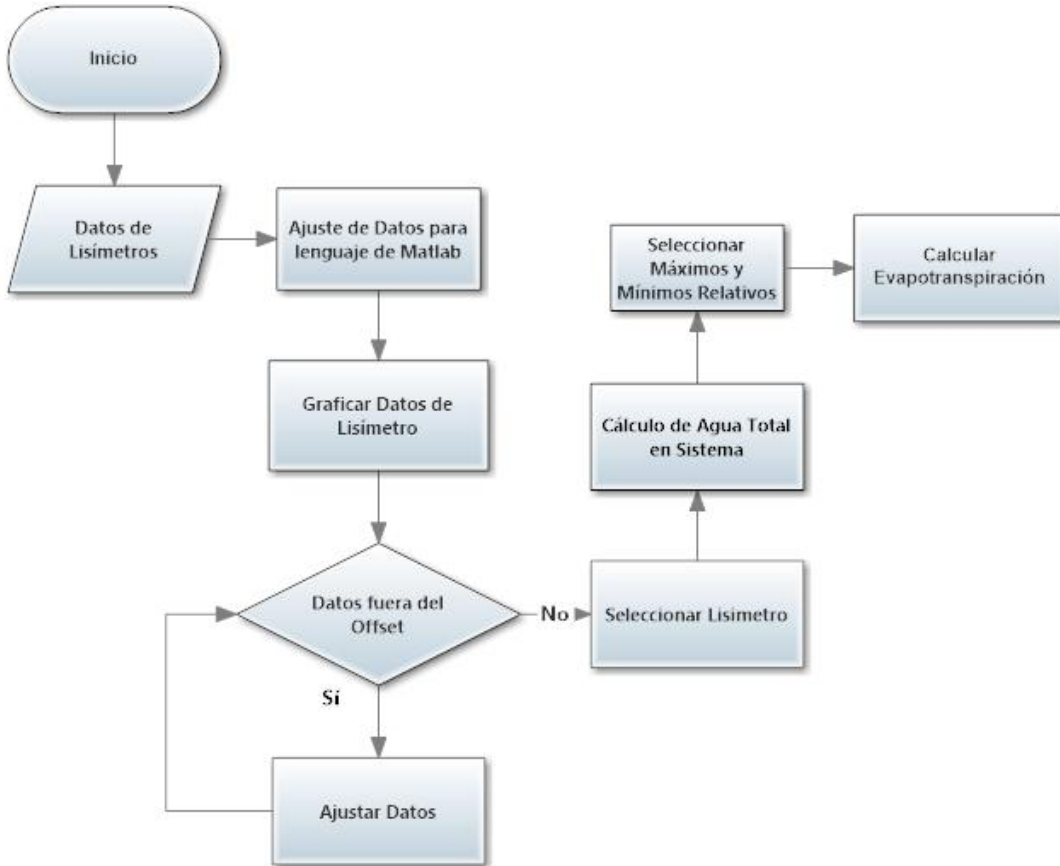 Inicio
Datos de
Lisímetros
Ajuste de Datos para
lenguaje de Matlab
Graficar Datos de
Lisímetro
Datos fuera del
Offset
Sí
Ajustar Datos
No
Seleccionar Lisimetro
Cálculo de Agua Total
en Sistema
Seleccionar
Máximos y
Mínimos Relativos
Calcular
Evapotranspiración